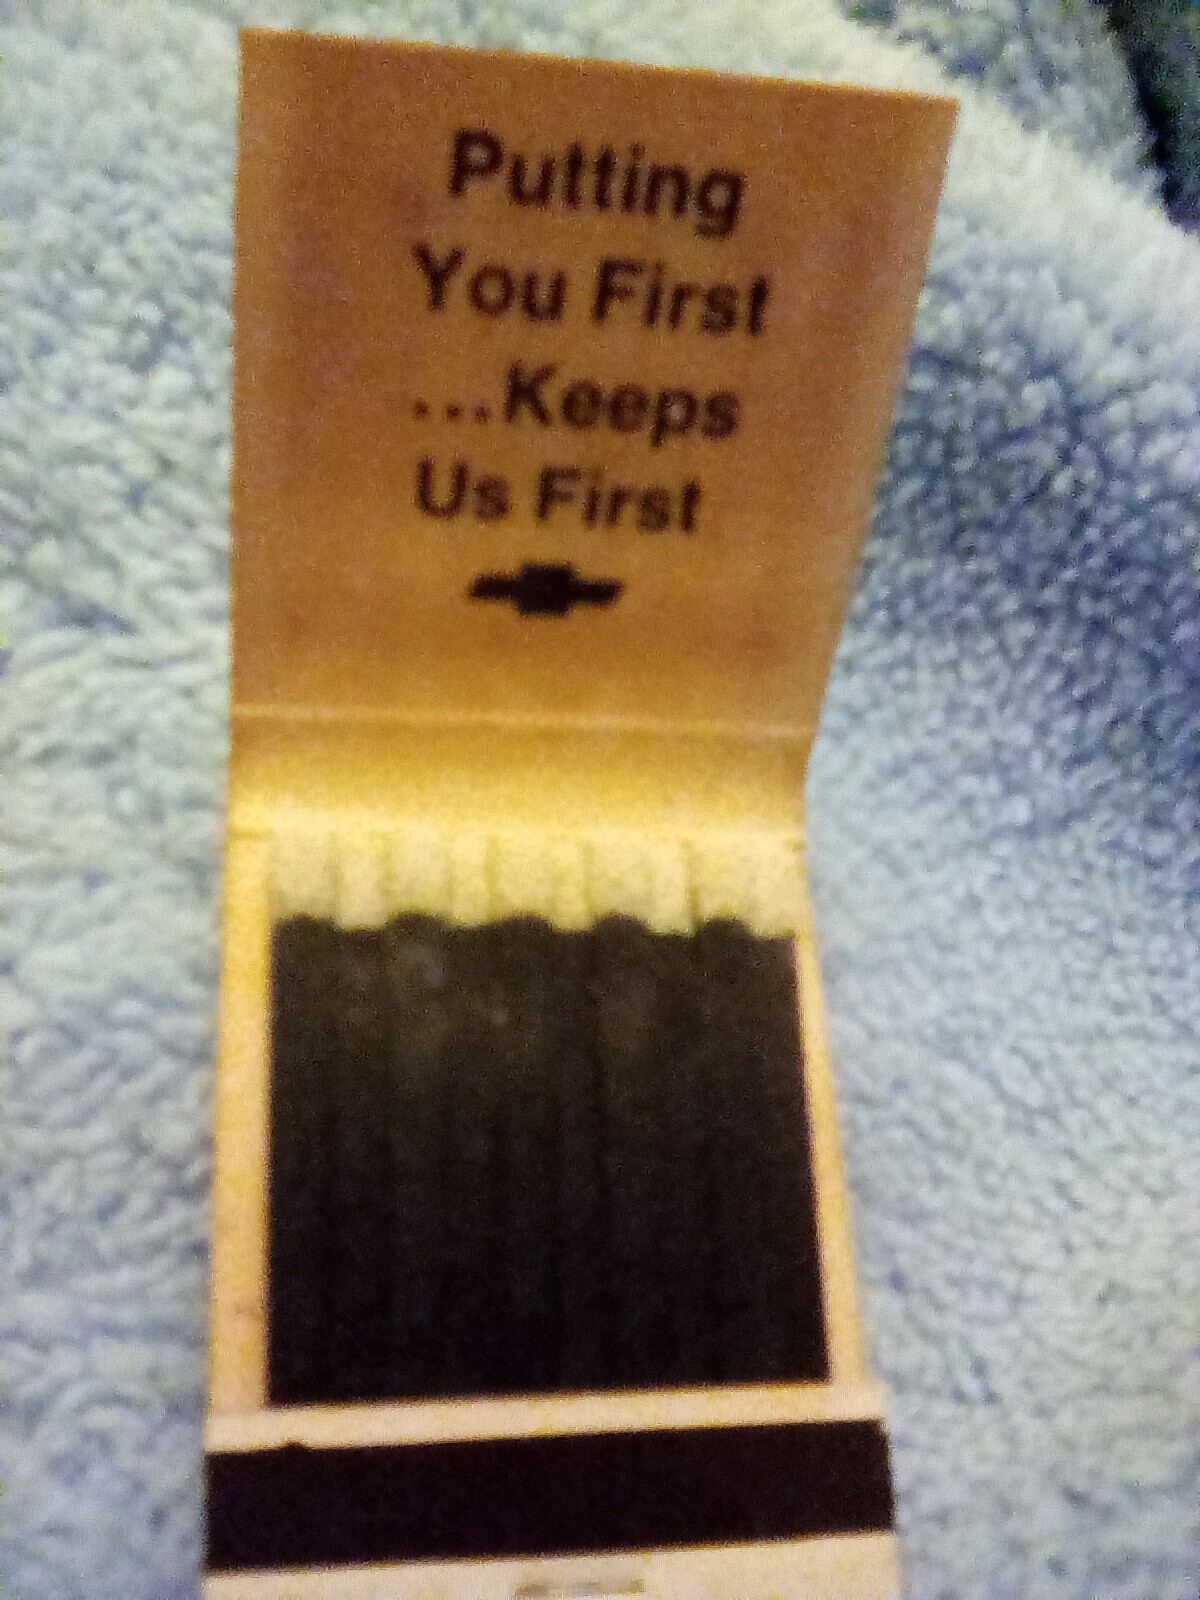 Putting
You First
...Keeps
Us First